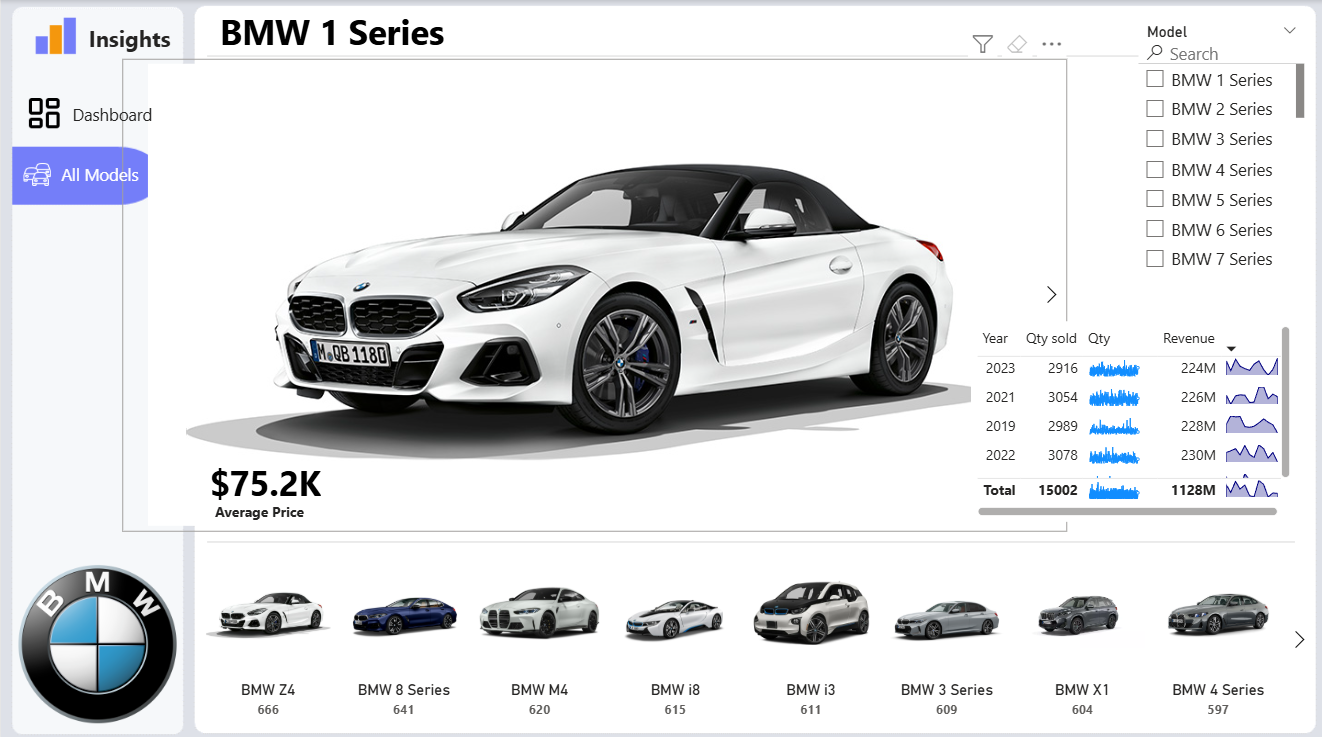 Insights
Dashboard
All Models
BMW 1 Series
M QB 1180
$75.2K
Average Price
Model
Search
BMW 1 Series
BMW 2 Series
BMW 3 Series
BMW 4 Series
BMW 5 Series
BMW 6 Series
BMW 7 Series
Year Qty sold Qty Revenue
2023 2916 224M
2021 3054 226M
2019 2989 228M
2022 3078 230M
Total 15002 1128M
BMW
BMW Z4 BMW 8 Series BMW M4 BMW i8 BMW i3 BMW 3 Series BMW X1 BMW 4 Series
666 641 620 615 611 609 604 597